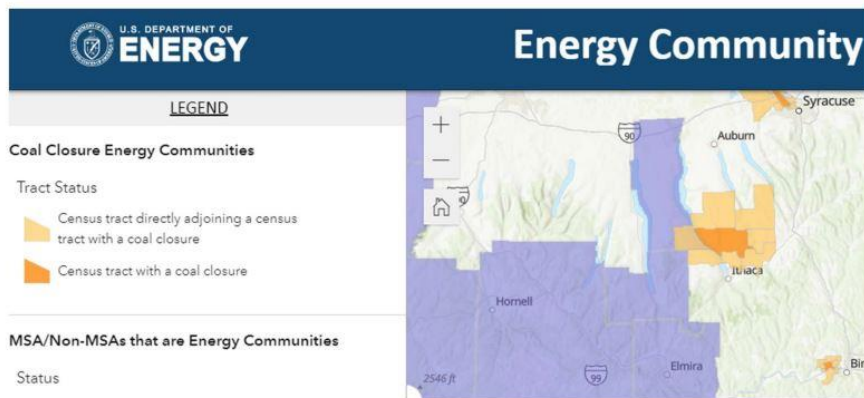 U.S. DEPARTMENT OF
ENERGY
Energy Community
LEGEND
Coal Closure Energy Communities
Tract Status
Census tract directly adjoining a census
tract with a coal closure
Census tract with a coal closure
MSA/Non-MSAs that are Energy Communities
Status
+
−
Syracuse
90
Auburn
Ithaca
Hornell
Elmira
99
2546 ft
Bin